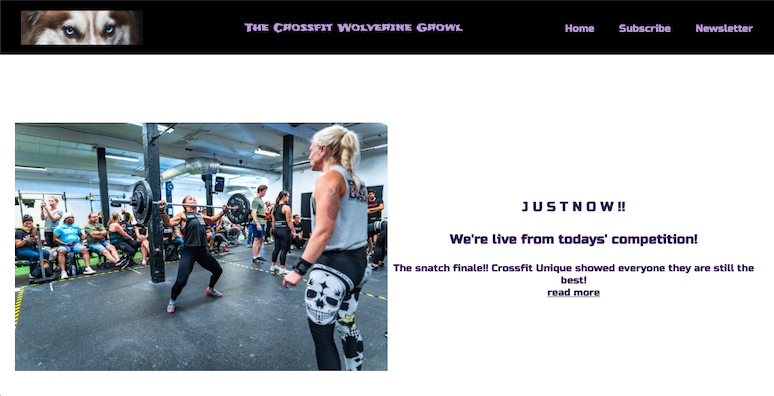 The Crossfit Wolverine Growl
Home Subscribe Newsletter
J U S T N O W !!
We're live from todays' competition!
The snatch finale!! Crossfit Unique showed everyone they are still the
best!
read more